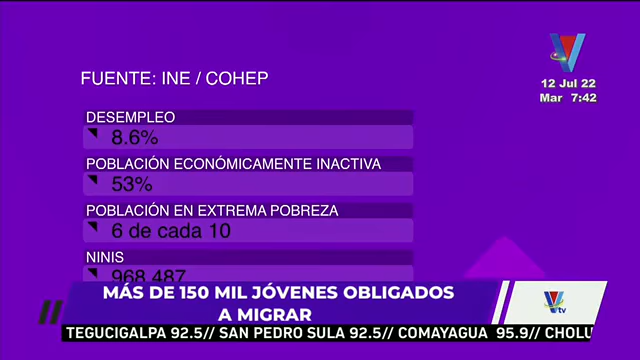 FUENTE: INE / COHEP
12 Jul 22
Mar 7:42
DESEMPLEO
8.6%
POBLACIÓN ECONÓMICAMENTE INACTIVA
53%
POBLACIÓN EN EXTREMA POBREZA
6 de cada 10
NINIS
968,487
MÁS DE 150 MIL JÓVENES OBLIGADOS
A MIGRAR
tv
TEGUCIGALPA 92.5// SAN PEDRO SULA 92.5// COMAYAGUA 95.9// CHOLU